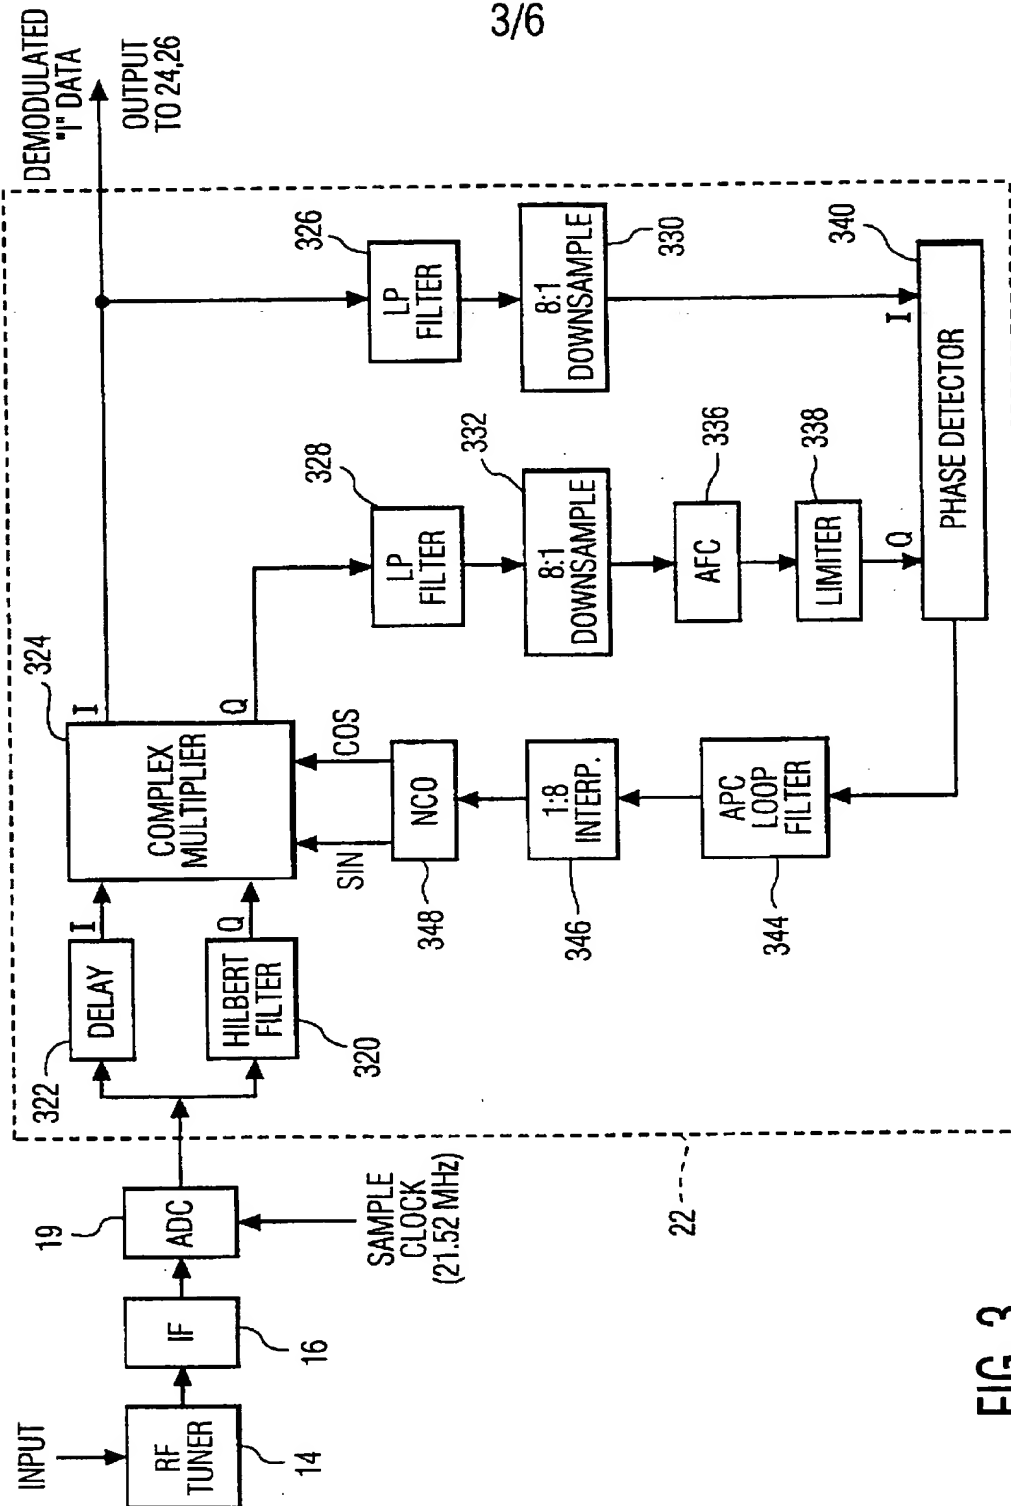 3/6
INPUT
RF
TUNER
14
IF
16
19
ADC
SAMPLE
CLOCK
(21.52 MHz)
22
322
DELAY
I
HILBERT
FILTER
320
Q
324
COMPLEX
MULTIPLIER
I
Q
SIN
COS
DEMODULATED
"I" DATA
OUTPUT
TO 24,26
326
LP
FILTER
328
LP
FILTER
330
8:1
DOWNSAMPLE
332
8:1
DOWNSAMPLE
336
AFC
338
LIMITER
Q
I
340
PHASE DETECTOR
344
APC
LOOP
FILTER
346
1:8
INTERP.
348
NCO
FIG. 3